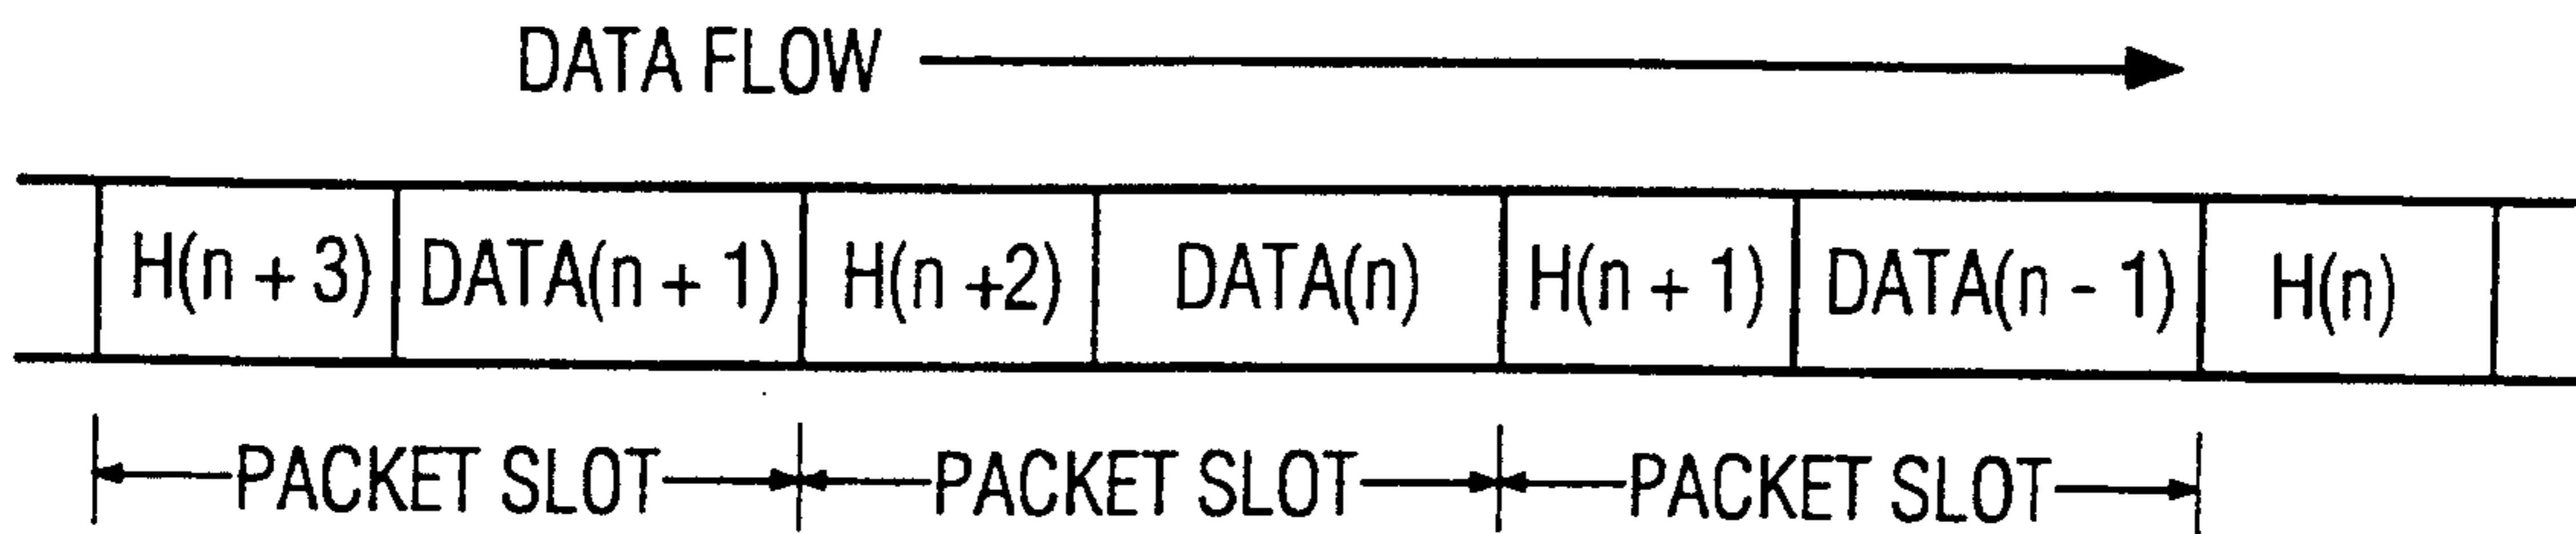 DATA FLOW
H(n + 3) DATA(n + 1) H(n +2) DATA(n) H(n + 1) DATA(n - 1) H(n)
PACKET SLOT PACKET SLOT PACKET SLOT